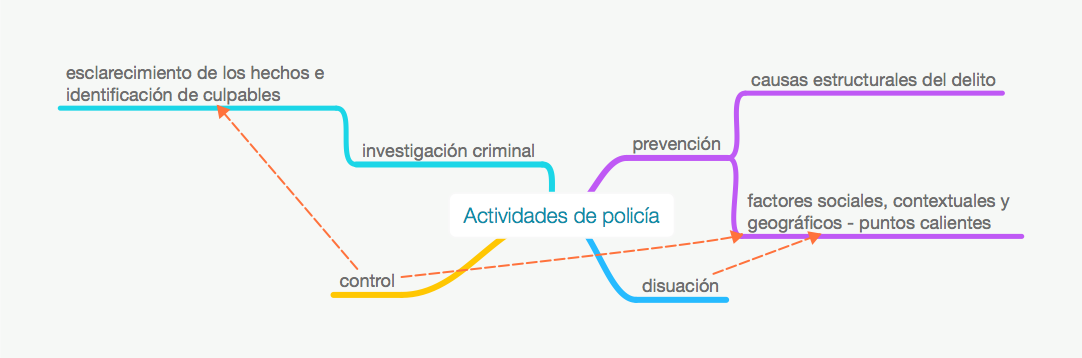 esclarecimiento de los hechos e
identificación de culpables
investigación criminal
Actividades de policía
control
prevención
causas estructurales del delito
factores sociales, contextuales y
geográficos - puntos calientes
disuación